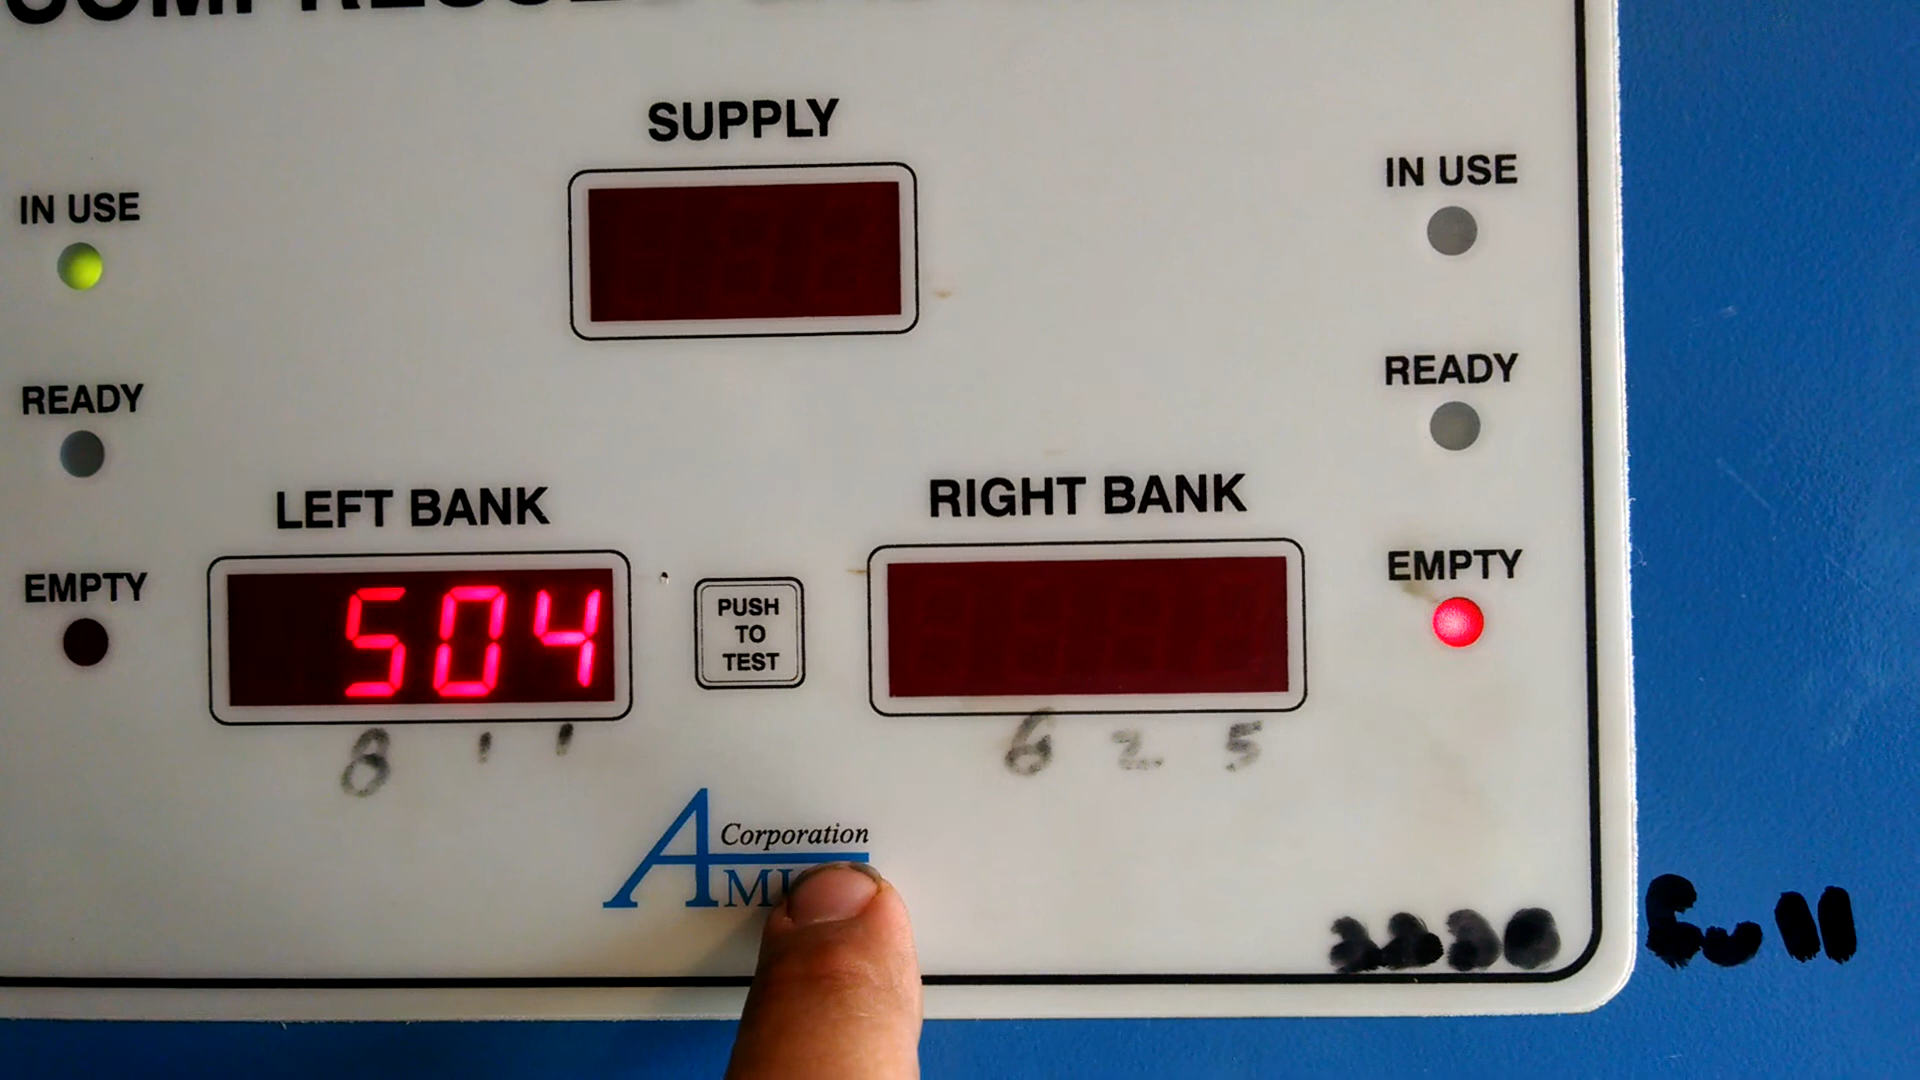 SUPPLY
IN USE
IN USE
READY
READY
LEFT BANK
RIGHT BANK
EMPTY
504
PUSH
TO
TEST
EMPTY
8 1 1
6 2 5
Corporation
Full